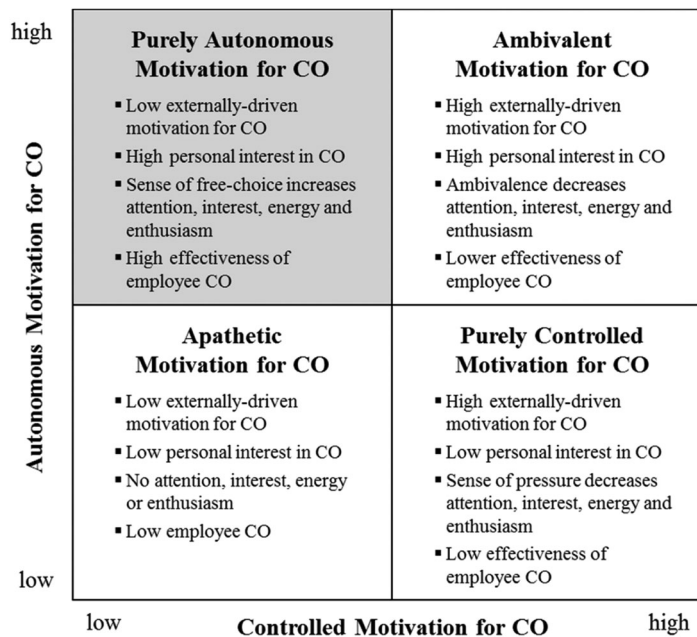 high
Purely Autonomous
Motivation for CO
▪ Low externally-driven
motivation for CO
▪ High personal interest in CO
▪ Sense of free-choice increases
attention, interest, energy and
enthusiasm
▪ High effectiveness of
employee CO
Ambivalent
Motivation for CO
▪ High externally-driven
motivation for CO
▪ High personal interest in CO
▪ Ambivalence decreases
attention, interest, energy and
enthusiasm
▪ Lower effectiveness of
employee CO
Autonomous Motivation for CO
Apathetic
Motivation for CO
▪ Low externally-driven
motivation for CO
▪ Low personal interest in CO
▪ No attention, interest, energy
or enthusiasm
▪ Low employee CO
Purely Controlled
Motivation for CO
▪ High externally-driven
motivation for CO
▪ Low personal interest in CO
▪ Sense of pressure decreases
attention, interest, energy and
enthusiasm
▪ Low effectiveness of
employee CO
low
low
Controlled Motivation for CO
high